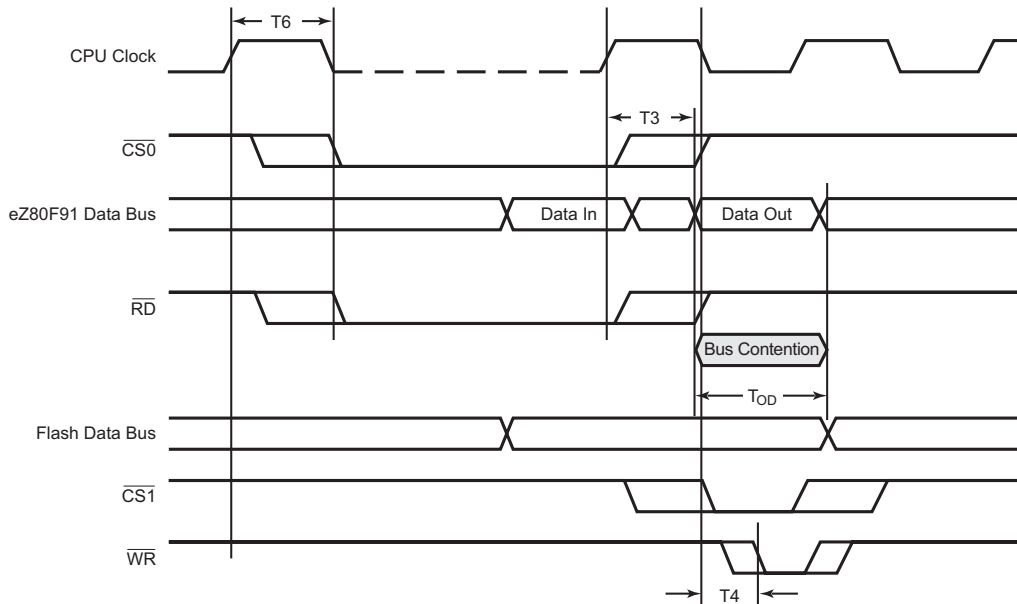 T6
CPU Clock
T3
CS0
eZ80F91 Data Bus
Data In
Data Out
RD
Bus Contention
TOD
Flash Data Bus
CS1
WR
T4